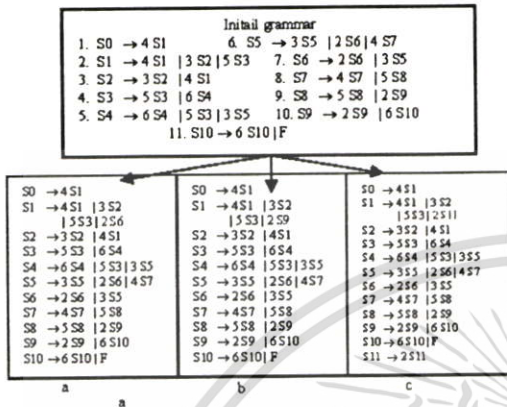 Initail grammar
1. S0 → 4 S1 6. S5 → 3 S5 | 2 S6 | 4 S7
2. S1 → 4 S1 | 3 S2 | 5 S3 7. S6 → 2 S6 | 3 S5
3. S2 → 3 S2 | 4 S1 8. S7 → 4 S7 | 5 S8
4. S3 → 5 S3 | 6 S4 9. S8 → 5 S8 | 2 S9
5. S4 → 6 S4 | 5 S3 | 3 S5 10. S9 → 2 S9 | 6 S10
11. S10 → 6 S10 | F
S0 → 4S1
S1 → 4S1 | 3S2
| 5S3 | 2S6
S2 → 3S2 | 4S1
S3 → 5S3 | 6S4
S4 → 6S4 | 5S3 | 3S5
S5 → 3S5 | 2S6 | 4S7
S6 → 2S6 | 3S5
S7 → 4S7 | 5S8
S8 → 5S8 | 2S9
S9 → 2S9 | 6S10
S10 → 6S10 | F
a
a
S0 → 4S1
S1 → 4S1 | 3S2
| 5S3 | 2S9
S2 → 3S2 | 4S1
S3 → 5S3 | 6S4
S4 → 6S4 | 5S3 | 3S5
S5 → 3S5 | 2S6 | 4S7
S6 → 2S6 | 3S5
S7 → 4S7 | 5S8
S8 → 5S8 | 2S9
S9 → 2S9 | 6S10
S10 → 6S10 | F
b
S0 → 4S1
S1 → 4S1 | 3S2
| 5S3 | 2S11
S2 → 3S2 | 4S1
S3 → 5S3 | 6S4
S4 → 6S4 | 5S3 | 3S5
S5 → 3S5 | 2S6 | 4S7
S6 → 2S6 | 3S5
S7 → 4S7 | 5S8
S8 → 5S8 | 2S9
S9 → 2S9 | 6S10
S10 → 6S10 | F
S11 → 2S11
c